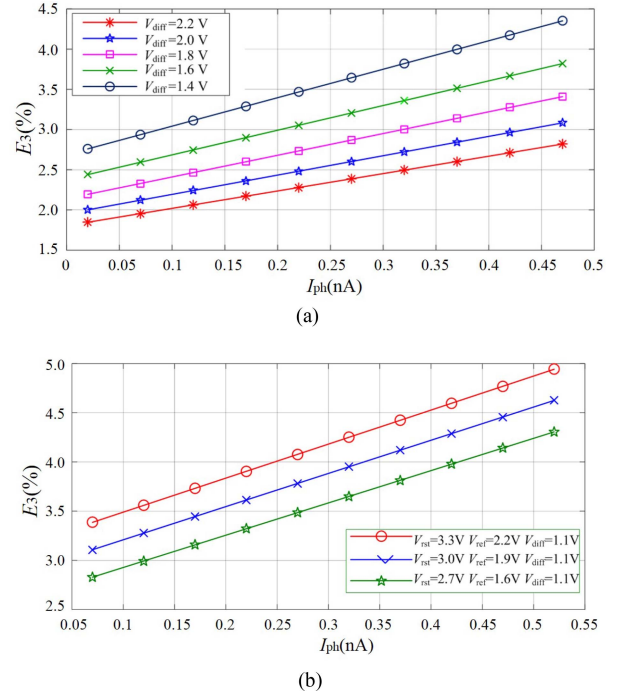 4.5
4.0
3.5
3.0
2.5
2.0
1.5
E3(%)
Vdiff=2.2 V
Vdiff=2.0 V
Vdiff=1.8 V
Vdiff=1.6 V
Vdiff=1.4 V
0 0.05 0.1 0.15 0.2 0.25 0.3 0.35 0.4 0.45 0.5
Iph(nA)
(a)
5.0
4.5
4.0
3.5
3.0
2.5
E3(%)
Vrst=3.3V Vref=2.2V Vdiff=1.1V
Vrst=3.0V Vref=1.9V Vdiff=1.1V
Vrst=2.7V Vref=1.6V Vdiff=1.1V
0.05 0.1 0.15 0.2 0.25 0.3 0.35 0.4 0.45 0.5 0.55
Iph(nA)
(b)